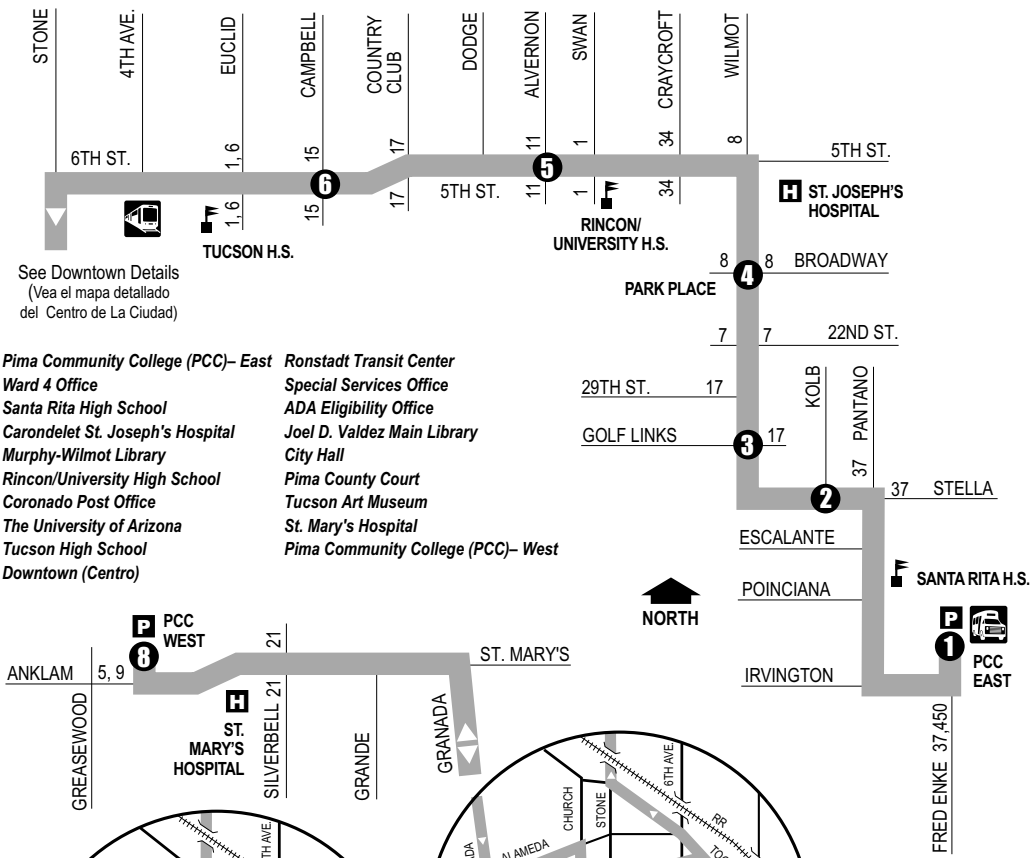 STONE
4TH AVE.
EUCLID
CAMPBELL
COUNTRY
CLUB
DODGE
ALVERNON
SWAN
CRAYCROFT
WILMOT
1, 6
15
17
11
1
34
8
6TH ST.
5TH ST.
6
5
5TH ST.
1, 6
15
17
11
1
34
H ST. JOSEPH'S
HOSPITAL
TUCSON H.S.
RINCON/
UNIVERSITY H.S.
See Downtown Details
(Vea el mapa detallado
del Centro de La Ciudad)
8 4 8 BROADWAY
PARK PLACE
7 7 22ND ST.
29TH ST. 17
GOLF LINKS 3 17
KOLB
PANTANO
37
2
37 STELLA
ESCALANTE
POINCIANA
IRVINGTON
SANTA RITA H.S.
P
1
PCC
EAST
FRED ENKE 37,450
NORTH
Pima Community College (PCC)– East
Ward 4 Office
Santa Rita High School
Carondelet St. Joseph's Hospital
Murphy-Wilmot Library
Rincon/University High School
Coronado Post Office
The University of Arizona
Tucson High School
Downtown (Centro)
Ronstadt Transit Center
Special Services Office
ADA Eligibility Office
Joel D. Valdez Main Library
City Hall
Pima County Court
Tucson Art Museum
St. Mary's Hospital
Pima Community College (PCC)– West
P PCC
WEST
8
ANKLAM 5, 9
GREASEWOOD
H
ST.
MARY'S
HOSPITAL
21
SILVERBELL 21
GRANDE
GRANADA
ST. MARY'S
CHURCH
STONE
6TH AVE.
RR
ALAMEDA